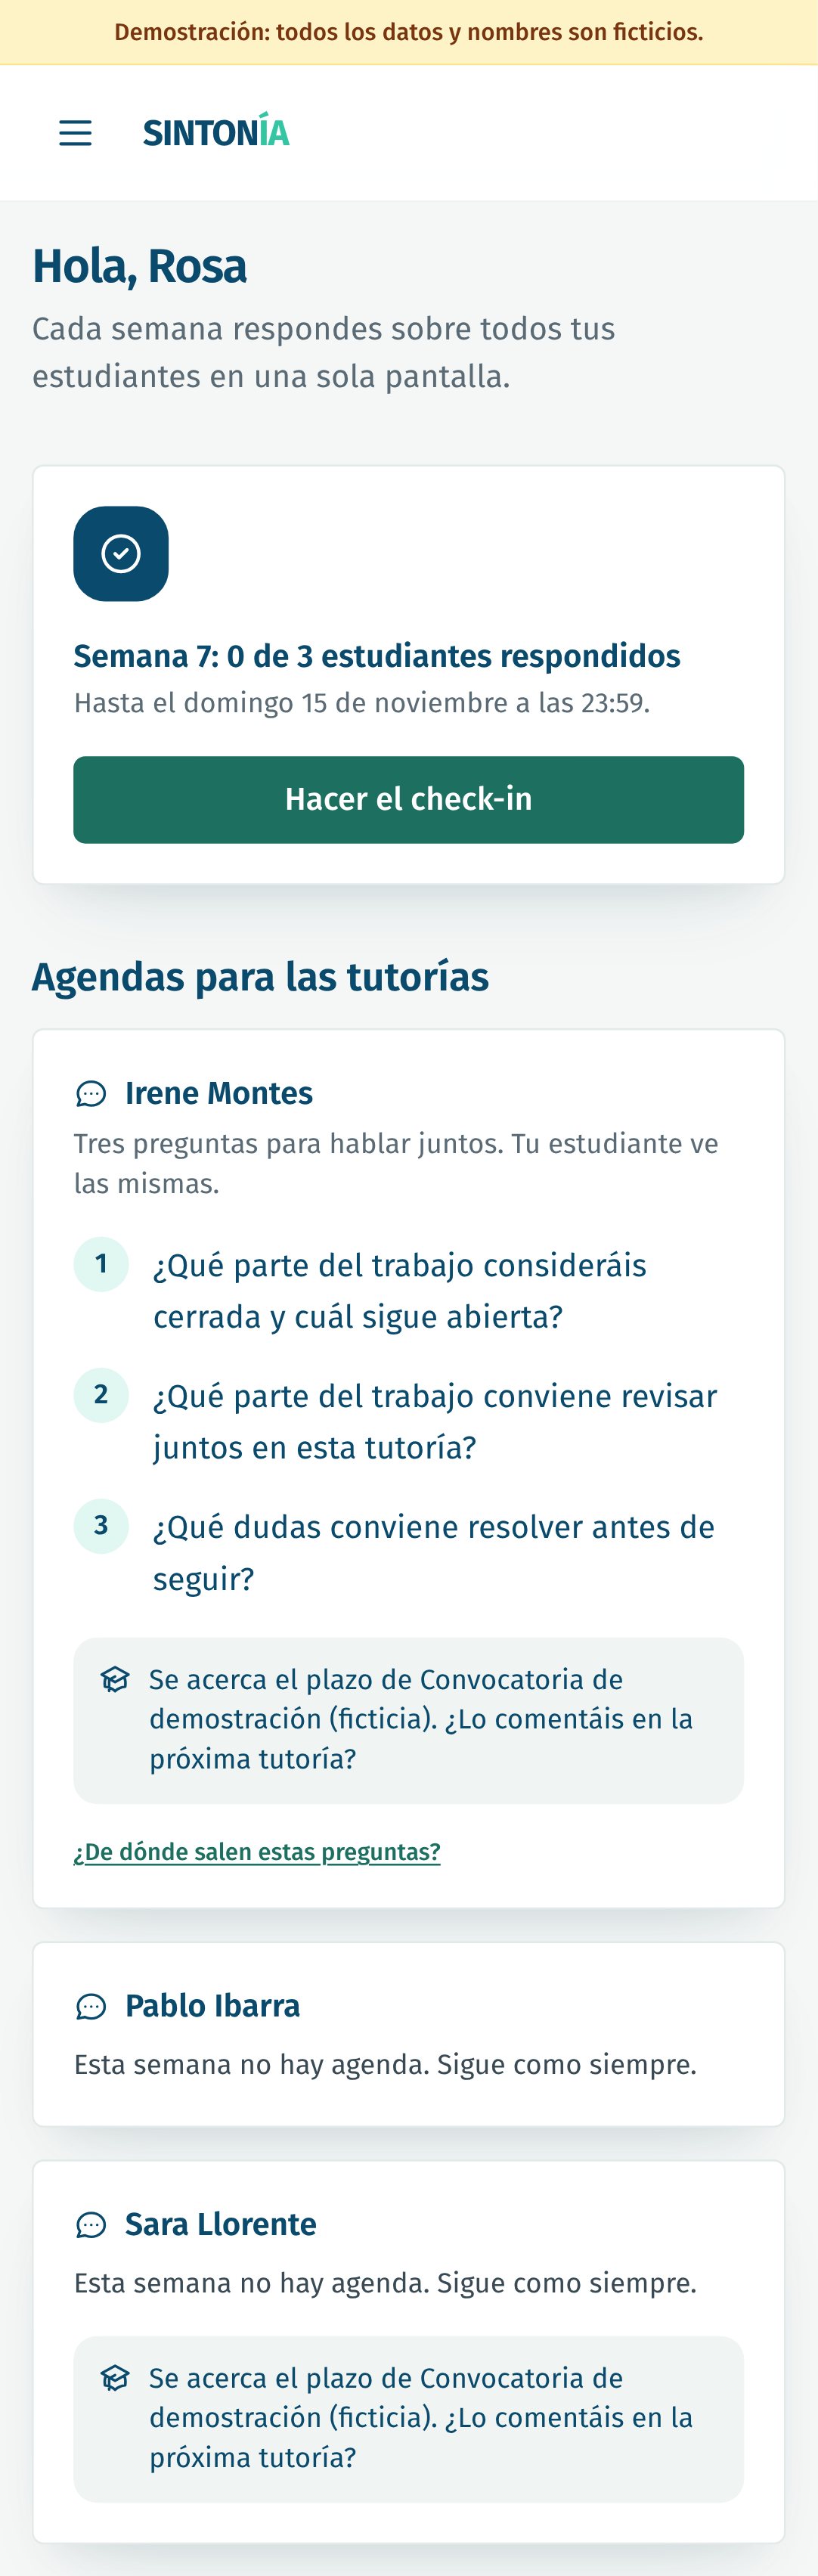 Demostración: todos los datos y nombres son ficticios.
SINTONÍA
Hola, Rosa
Cada semana respondes sobre todos tus
estudiantes en una sola pantalla.
Semana 7: 0 de 3 estudiantes respondidos
Hasta el domingo 15 de noviembre a las 23:59.
Hacer el check-in
Agendas para las tutorías
Irene Montes
Tres preguntas para hablar juntos. Tu estudiante ve
las mismas.
1 ¿Qué parte del trabajo consideráis
cerrada y cuál sigue abierta?
2 ¿Qué parte del trabajo conviene revisar
juntos en esta tutoría?
3 ¿Qué dudas conviene resolver antes de
seguir?
Se acerca el plazo de Convocatoria de
demostración (ficticia). ¿Lo comentáis en la
próxima tutoría?
¿De dónde salen estas preguntas?
Pablo Ibarra
Esta semana no hay agenda. Sigue como siempre.
Sara Llorente
Esta semana no hay agenda. Sigue como siempre.
Se acerca el plazo de Convocatoria de
demostración (ficticia). ¿Lo comentáis en la
próxima tutoría?